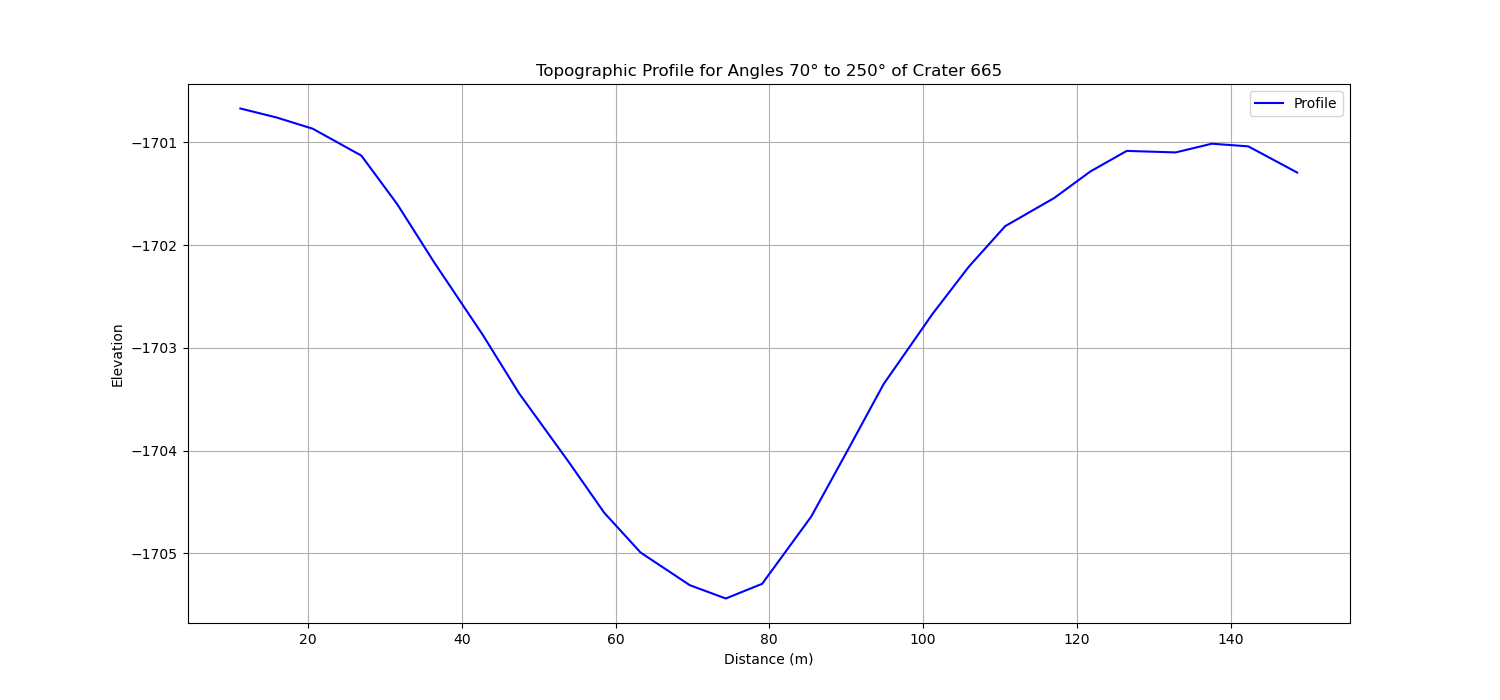 Topographic Profile for Angles 70° to 250° of Crater 665
Profile
−1701
−1702
−1703
−1704
−1705
Elevation
20 40 60 80 100 120 140
Distance (m)